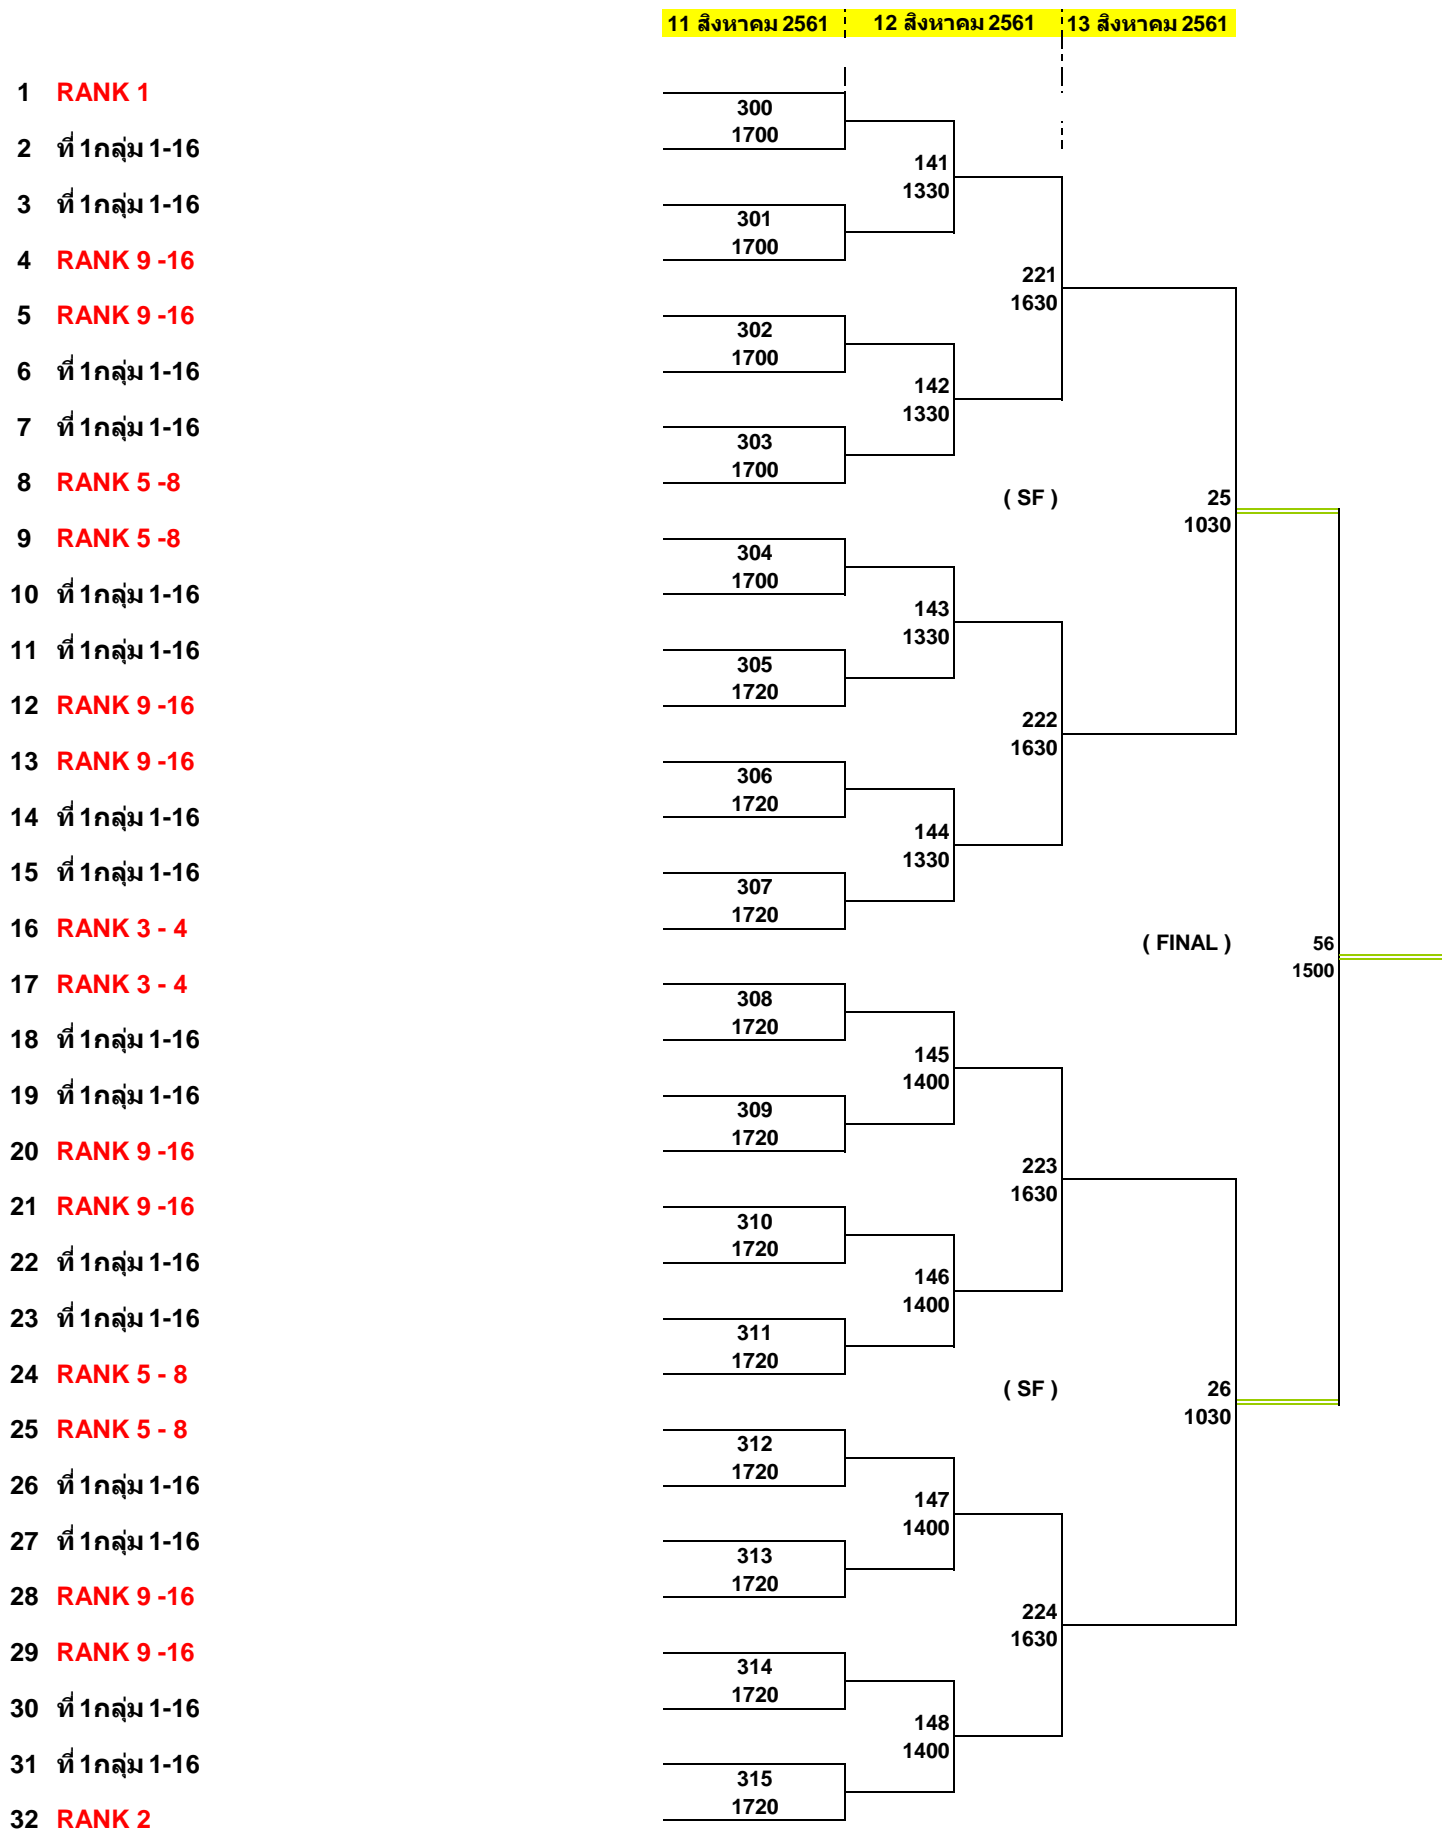 11 สิงหาคม 2561 12 สิงหาคม 2561 13 สิงหาคม 2561
1 RANK 1
300
1700
2 ที่ 1กลุ่ม 1-16
141
1330
3 ที่ 1กลุ่ม 1-16
301
1700
4 RANK 9 -16
221
1630
5 RANK 9 -16
302
1700
6 ที่ 1กลุ่ม 1-16
142
1330
7 ที่ 1กลุ่ม 1-16
303
1700
8 RANK 5 -8
( SF ) 25
1030
9 RANK 5 -8
304
1700
10 ที่ 1กลุ่ม 1-16
143
1330
11 ที่ 1กลุ่ม 1-16
305
1720
12 RANK 9 -16
222
1630
13 RANK 9 -16
306
1720
14 ที่ 1กลุ่ม 1-16
144
1330
15 ที่ 1กลุ่ม 1-16
307
1720
16 RANK 3 - 4
( FINAL ) 56
1500
17 RANK 3 - 4
308
1720
18 ที่ 1กลุ่ม 1-16
145
1400
19 ที่ 1กลุ่ม 1-16
309
1720
20 RANK 9 -16
223
1630
21 RANK 9 -16
310
1720
22 ที่ 1กลุ่ม 1-16
146
1400
23 ที่ 1กลุ่ม 1-16
311
1720
24 RANK 5 - 8
( SF ) 26
1030
25 RANK 5 - 8
312
1720
26 ที่ 1กลุ่ม 1-16
147
1400
27 ที่ 1กลุ่ม 1-16
313
1720
28 RANK 9 -16
224
1630
29 RANK 9 -16
314
1720
30 ที่ 1กลุ่ม 1-16
148
1400
31 ที่ 1กลุ่ม 1-16
315
1720
32 RANK 2